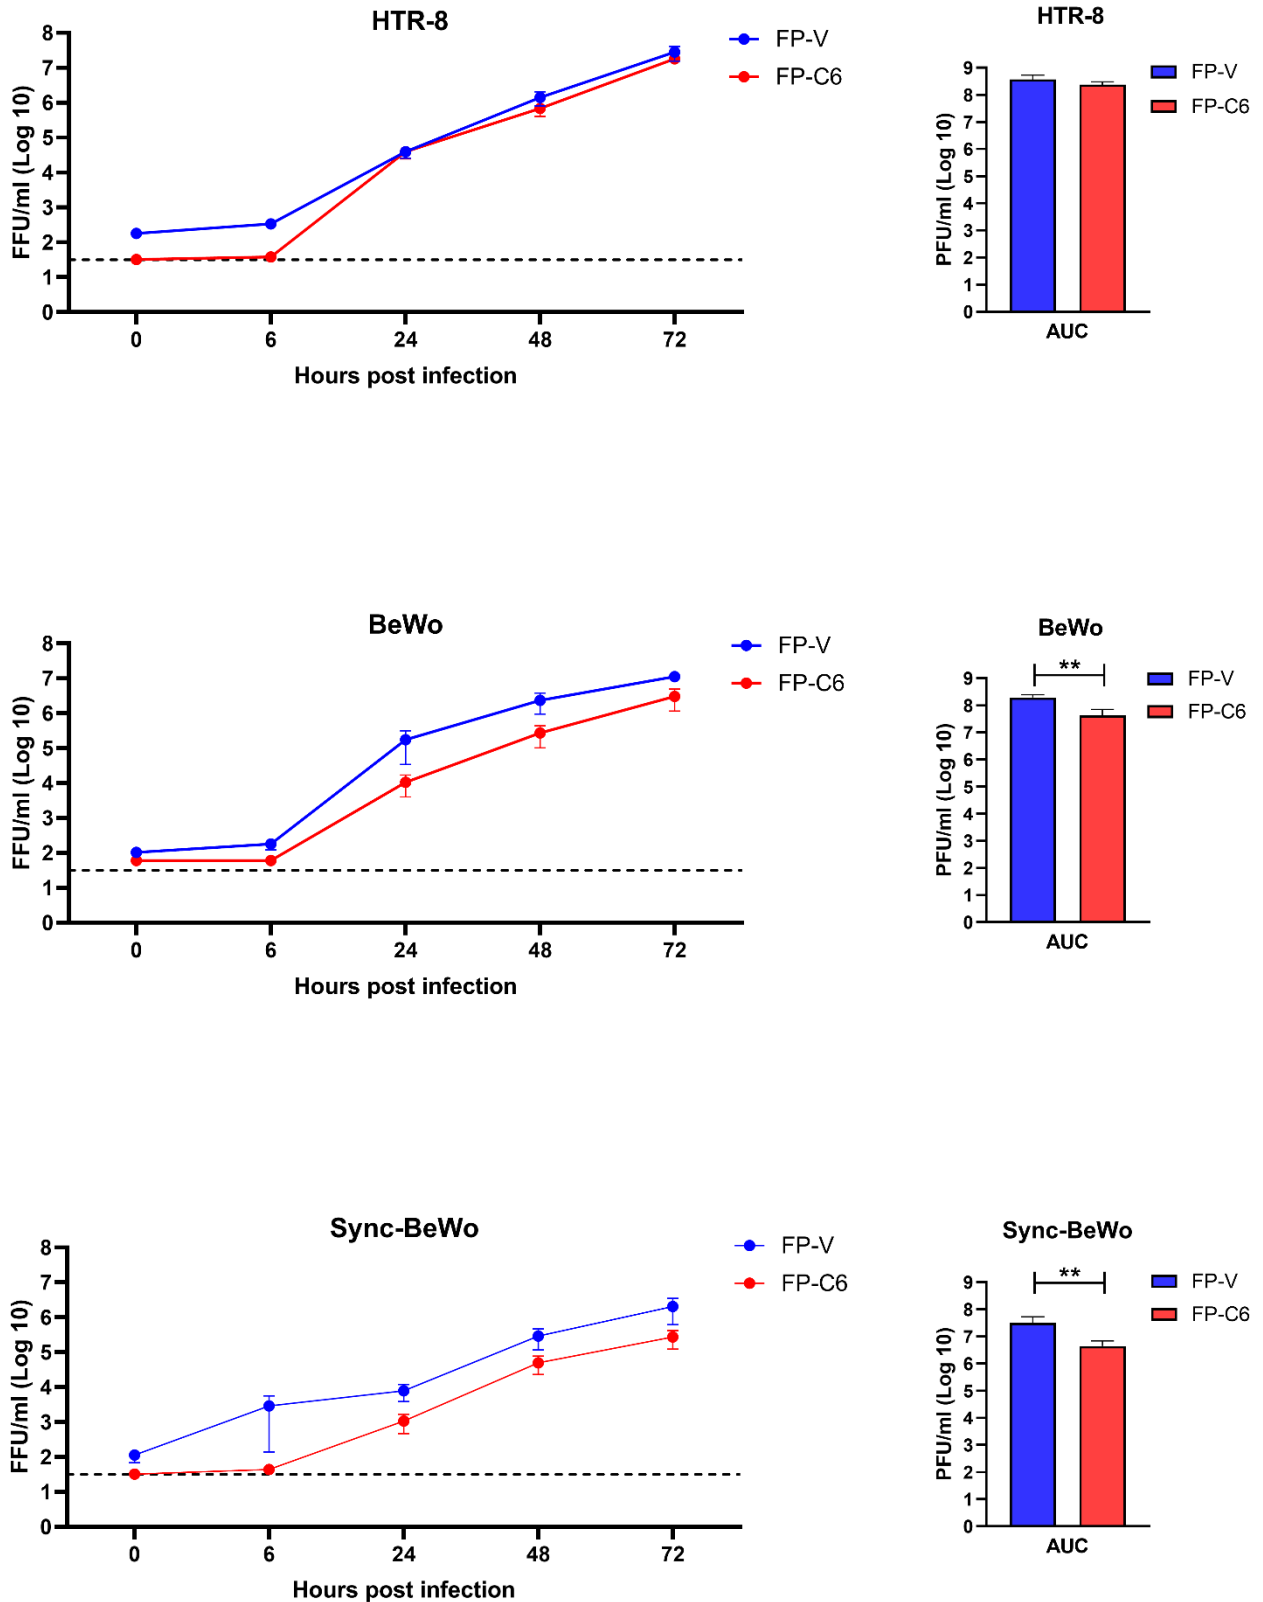 HTR-8
FP-V
FP-C6
FFU/ml (Log 10)
8
7
6
5
4
3
2
1
0
0 6 24 48 72
Hours post infection
HTR-8
FP-V
FP-C6
PFU/ml (Log 10)
9
8
7
6
5
4
3
2
1
0
AUC
BeWo
FP-V
FP-C6
FFU/ml (Log 10)
8
7
6
5
4
3
2
1
0
0 6 24 48 72
Hours post infection
BeWo
**
FP-V
FP-C6
PFU/ml (Log 10)
9
8
7
6
5
4
3
2
1
0
AUC
Sync-BeWo
FP-V
FP-C6
FFU/ml (Log 10)
8
7
6
5
4
3
2
1
0
0 6 24 48 72
Hours post infection
Sync-BeWo
**
FP-V
FP-C6
PFU/ml (Log 10)
9
8
7
6
5
4
3
2
1
0
AUC